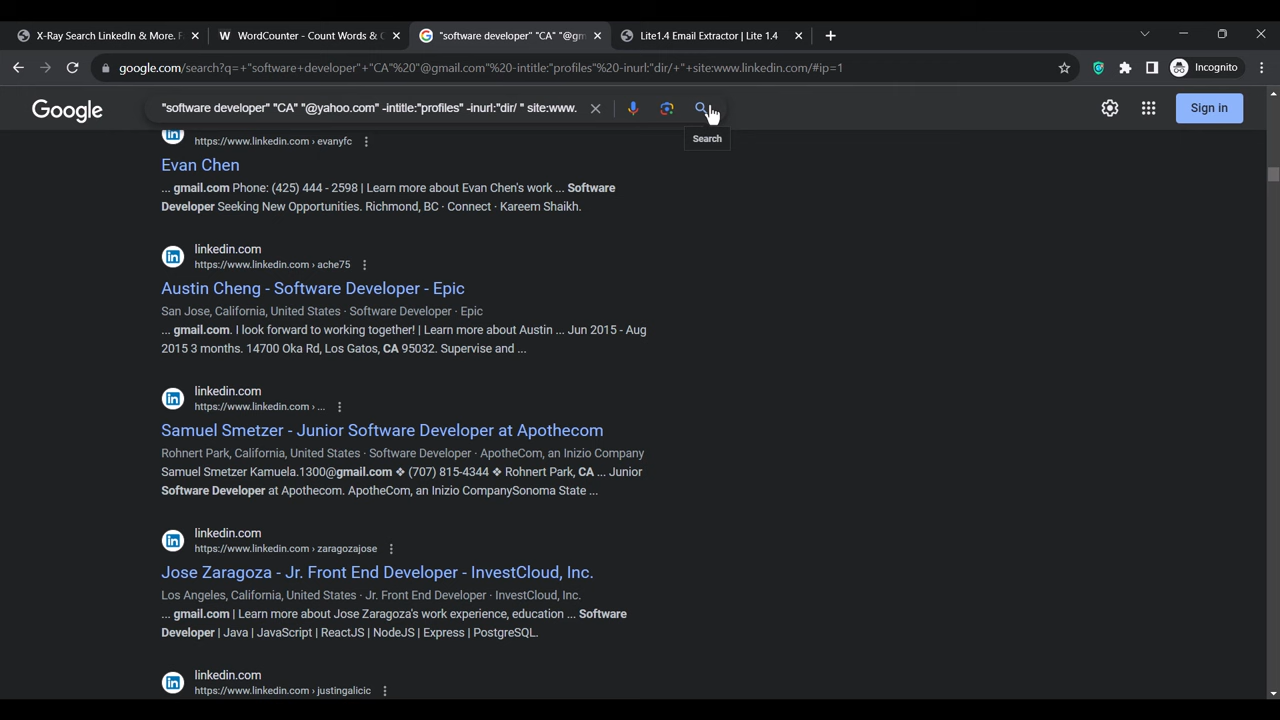 X-Ray Search LinkedIn & More. F
WordCounter - Count Words & C
"software developer" "CA" "@gm
Lite1.4 Email Extractor | Lite 1.4
google.com/search?q=+"software+developer"+"CA"%20"@gmail.com"%20-intitle:"profiles"%20-inurl:"dir/+"+site:www.linkedin.com/#ip=1
Incognito
Google
"software developer" "CA" "@yahoo.com" -intitle:"profiles" -inurl:"dir/ " site:www.
Sign in
Search
https://www.linkedin.com › evanyfc
Evan Chen
... gmail.com Phone: (425) 444 - 2598 | Learn more about Evan Chen's work ... Software
Developer Seeking New Opportunities. Richmond, BC · Connect · Kareem Shaikh.
linkedin.com
https://www.linkedin.com › ache75
Austin Cheng - Software Developer - Epic
San Jose, California, United States · Software Developer · Epic
... gmail.com. I look forward to working together! | Learn more about Austin ... Jun 2015 - Aug
2015 3 months. 14700 Oka Rd, Los Gatos, CA 95032. Supervise and ...
linkedin.com
https://www.linkedin.com › ...
Samuel Smetzer - Junior Software Developer at Apothecom
Rohnert Park, California, United States · Software Developer · ApotheCom, an Inizio Company
Samuel Smetzer Kamuela.1300@gmail.com ❖ (707) 815-4344 ❖ Rohnert Park, CA ... Junior
Software Developer at Apothecom. ApotheCom, an Inizio CompanySonoma State ...
linkedin.com
https://www.linkedin.com › zaragozajose
Jose Zaragoza - Jr. Front End Developer - InvestCloud, Inc.
Los Angeles, California, United States · Jr. Front End Developer · InvestCloud, Inc.
... gmail.com | Learn more about Jose Zaragoza's work experience, education ... Software
Developer | Java | JavaScript | ReactJS | NodeJS | Express | PostgreSQL.
linkedin.com
https://www.linkedin.com › justingalicic